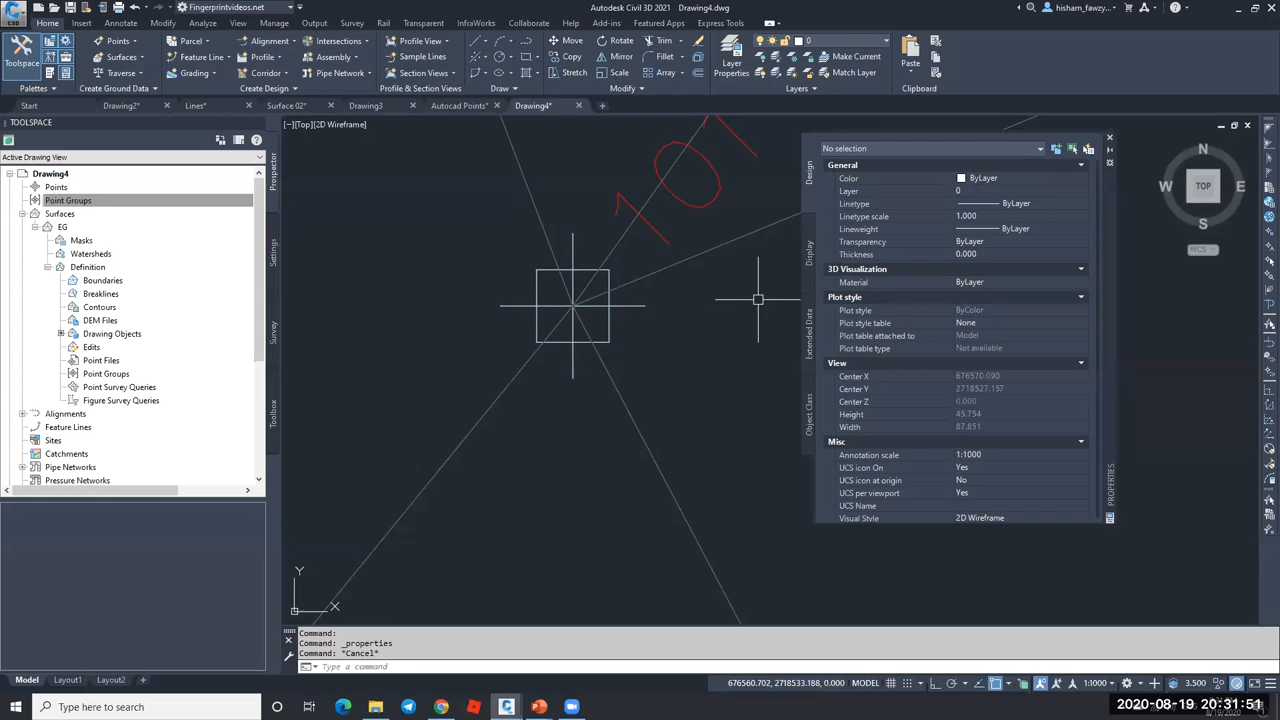 Fingerprintvideos.net
Autodesk Civil 3D 2021 Drawing4.dwg
hisham_fawzy...
C3D
Home Insert Annotate Modify Analyze View Manage Output Survey Rail Transparent InfraWorks Collaborate Help Add-ins Featured Apps Express Tools
Toolspace
Points
Surfaces
Traverse
Parcel
Feature Line
Grading
Alignment
Profile
Corridor
Intersections
Assembly
Pipe Network
Profile View
Sample Lines
Section Views
Move
Copy
Stretch
Rotate
Mirror
Scale
Trim
Fillet
Array
Layer
Properties
0
Make Current
Match Layer
Paste
Palettes Create Ground Data Create Design Profile & Section Views Draw Modify Layers Clipboard
Start Drawing2* Lines* Surface 02* Drawing3 Autocad Points* Drawing4*
TOOLSPACE
Active Drawing View
Drawing4
Points
Point Groups
Surfaces
EG
Masks
Watersheds
Definition
Boundaries
Breaklines
Contours
DEM Files
Drawing Objects
Edits
Point Files
Point Groups
Point Survey Queries
Figure Survey Queries
Alignments
Feature Lines
Sites
Catchments
Pipe Networks
Pressure Networks
Prospector
Settings
Survey
Toolbox
[−][Top][2D Wireframe]
101
Y
X
No selection
General
Color ByLayer
Layer 0
Linetype ByLayer
Linetype scale 1.000
Lineweight ByLayer
Transparency ByLayer
Thickness 0.000
3D Visualization
Material ByLayer
Plot style
Plot style ByColor
Plot style table None
Plot table attached to Model
Plot table type Not available
View
Center X 676570.090
Center Y 2718527.157
Center Z 0.000
Height 45.754
Width 87.851
Misc
Annotation scale 1:1000
UCS icon On Yes
UCS icon at origin No
UCS per viewport Yes
UCS Name
Visual Style 2D Wireframe
Design
Display
Extended Data
Object Class
PROPERTIES
N
W TOP E
S
WCS
Command:
Command: _properties
Command: *Cancel*
Type a command
Model Layout1 Layout2
676560.702, 2718533.188, 0.000 MODEL 1:1000 3.500
Type here to search
2020-08-19 20:31:51